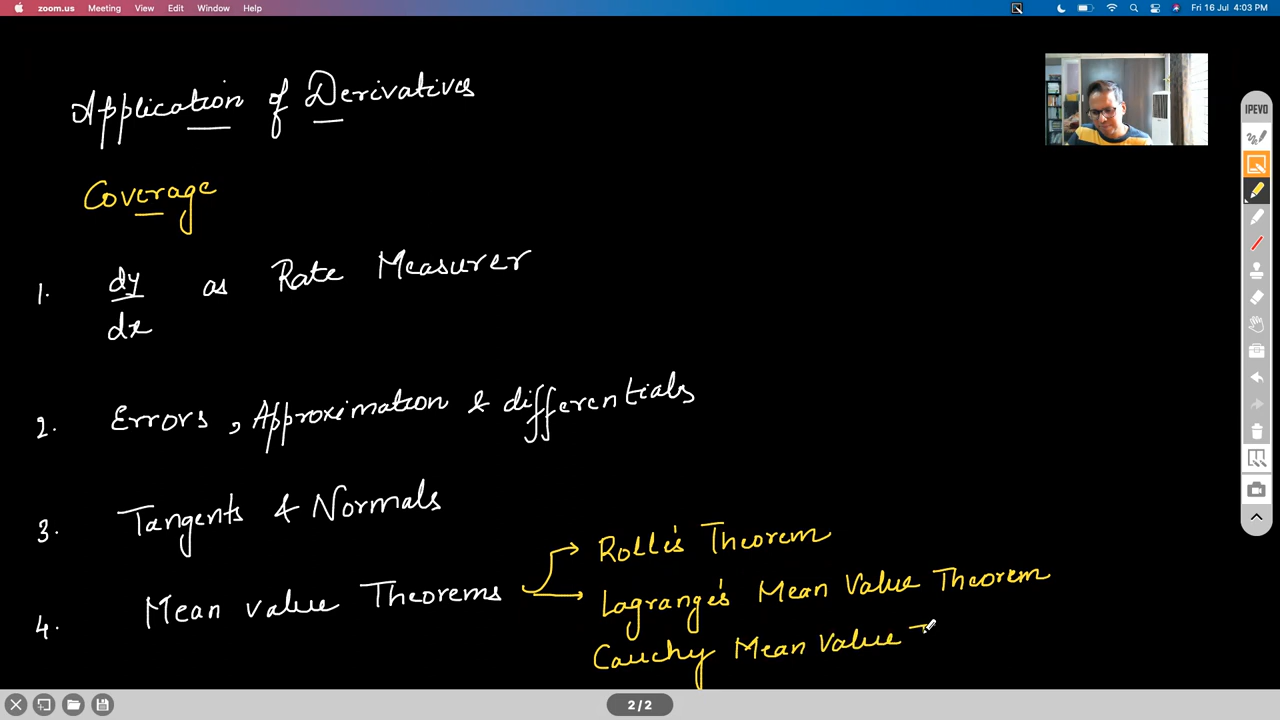 zoom.us Meeting View Edit Window Help Fri 16 Jul 4:03 PM
Application of Derivatives
IPEVO
Coverage
1. dy/dx as Rate Measurer
2. Errors, Approximation & differentials
3. Tangents & Normals
4. Mean value Theorems
Rolle's Theorem
Lagrange's Mean Value Theorem
Cauchy Mean Value T
2/2